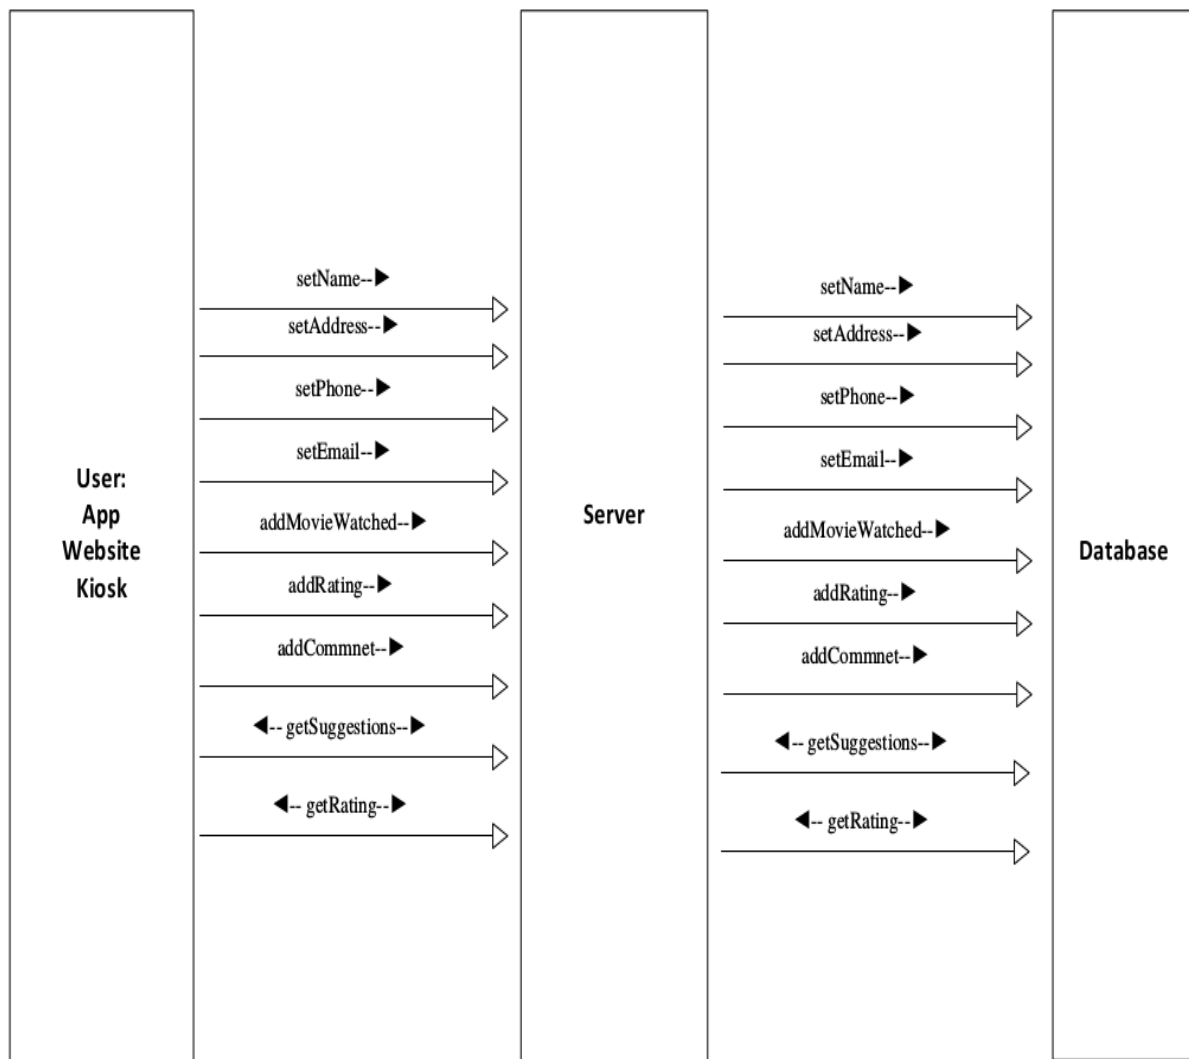 User:
App
Website
Kiosk
setName--▶
setAddress--▶
setPhone--▶
setEmail--▶
addMovieWatched--▶
addRating--▶
addCommnet--▶
◀-- getSuggestions--▶
◀-- getRating--▶
Server
setName--▶
setAddress--▶
setPhone--▶
setEmail--▶
addMovieWatched--▶
addRating--▶
addCommnet--▶
◀-- getSuggestions--▶
◀-- getRating--▶
Database